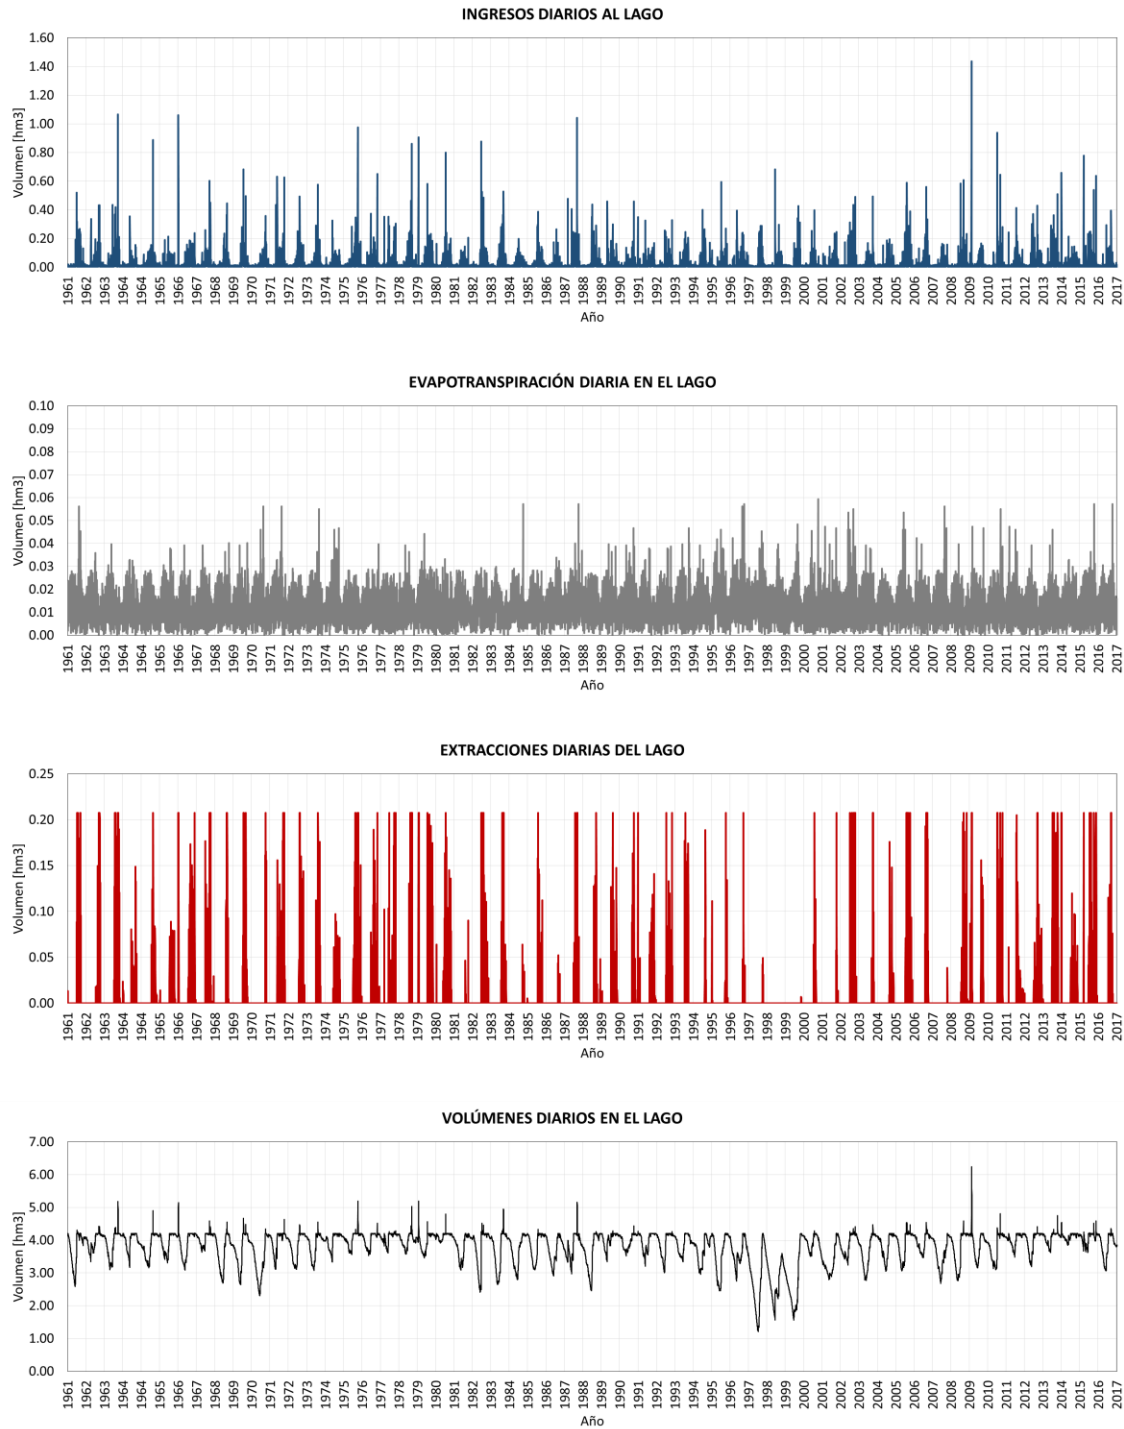 INGRESOS DIARIOS AL LAGO
1.60
1.40
1.20
1.00
0.80
0.60
0.40
0.20
0.00
Volumen [hm3]
1961 1962 1963 1964 1964 1965 1966 1967 1968 1969 1970 1971 1972 1973 1974 1975 1976 1977 1978 1979 1980 1981 1982 1983 1984 1985 1986 1987 1988 1989 1990 1991 1992 1993 1994 1995 1996 1997 1998 1999 2000 2001 2002 2003 2004 2005 2006 2007 2008 2009 2010 2011 2012 2013 2014 2015 2016 2017
Año
EVAPOTRANSPIRACIÓN DIARIA EN EL LAGO
0.10
0.09
0.08
0.07
0.06
0.05
0.04
0.03
0.02
0.01
0.00
Volumen [hm3]
1961 1962 1963 1964 1964 1965 1966 1967 1968 1969 1970 1971 1972 1973 1974 1975 1976 1977 1978 1979 1980 1981 1982 1983 1984 1985 1986 1987 1988 1989 1990 1991 1992 1993 1994 1995 1996 1997 1998 1999 2000 2001 2002 2003 2004 2005 2006 2007 2008 2009 2010 2011 2012 2013 2014 2015 2016 2017
Año
EXTRACCIONES DIARIAS DEL LAGO
0.25
0.20
0.15
0.10
0.05
0.00
Volumen [hm3]
1961 1962 1963 1964 1964 1965 1966 1967 1968 1969 1970 1971 1972 1973 1974 1975 1976 1977 1978 1979 1980 1981 1982 1983 1984 1985 1986 1987 1988 1989 1990 1991 1992 1993 1994 1995 1996 1997 1998 1999 2000 2001 2002 2003 2004 2005 2006 2007 2008 2009 2010 2011 2012 2013 2014 2015 2016 2017
Año
VOLÚMENES DIARIOS EN EL LAGO
7.00
6.00
5.00
4.00
3.00
2.00
1.00
0.00
Volumen [hm3]
1961 1962 1963 1964 1964 1965 1966 1967 1968 1969 1970 1971 1972 1973 1974 1975 1976 1977 1978 1979 1980 1981 1982 1983 1984 1985 1986 1987 1988 1989 1990 1991 1992 1993 1994 1995 1996 1997 1998 1999 2000 2001 2002 2003 2004 2005 2006 2007 2008 2009 2010 2011 2012 2013 2014 2015 2016 2017
Año